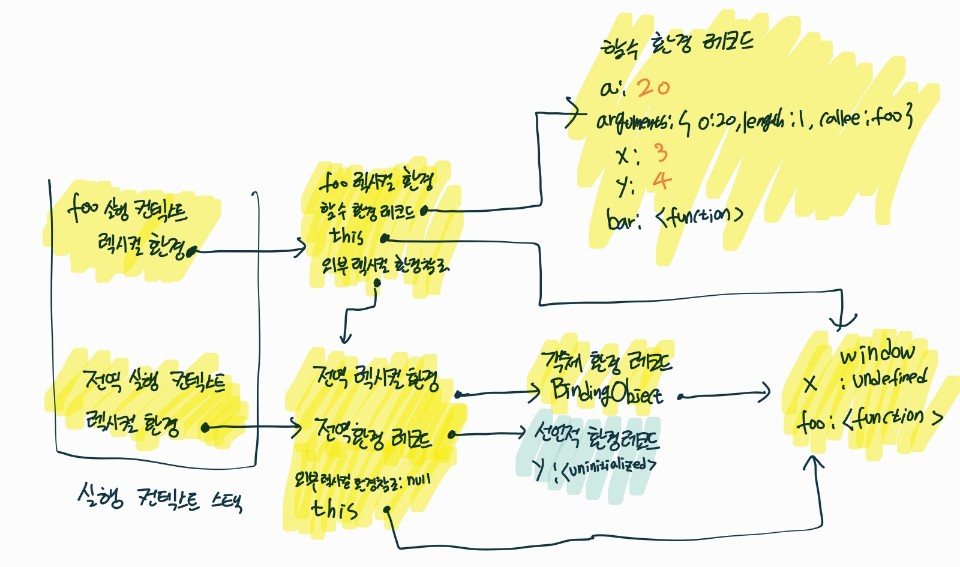 함수 환경 레코드
a: 20
arguments: { 0:20, length:1, callee:foo}
x: 3
y: 4
bar: <function>
foo 렉시컬 환경
함수 환경 레코드
this
외부 렉시컬 환경참조
foo 실행 컨텍스트
렉시컬 환경
전역 실행 컨텍스트
렉시컬 환경
실행 컨텍스트 스택
전역 렉시컬 환경
전역환경 레코드
외부렉시컬 환경참조: null
this
객체 환경 레코드
BindingObject
선언적 환경레코드
y :<uninitialized>
window
x : undefined
foo: <function>